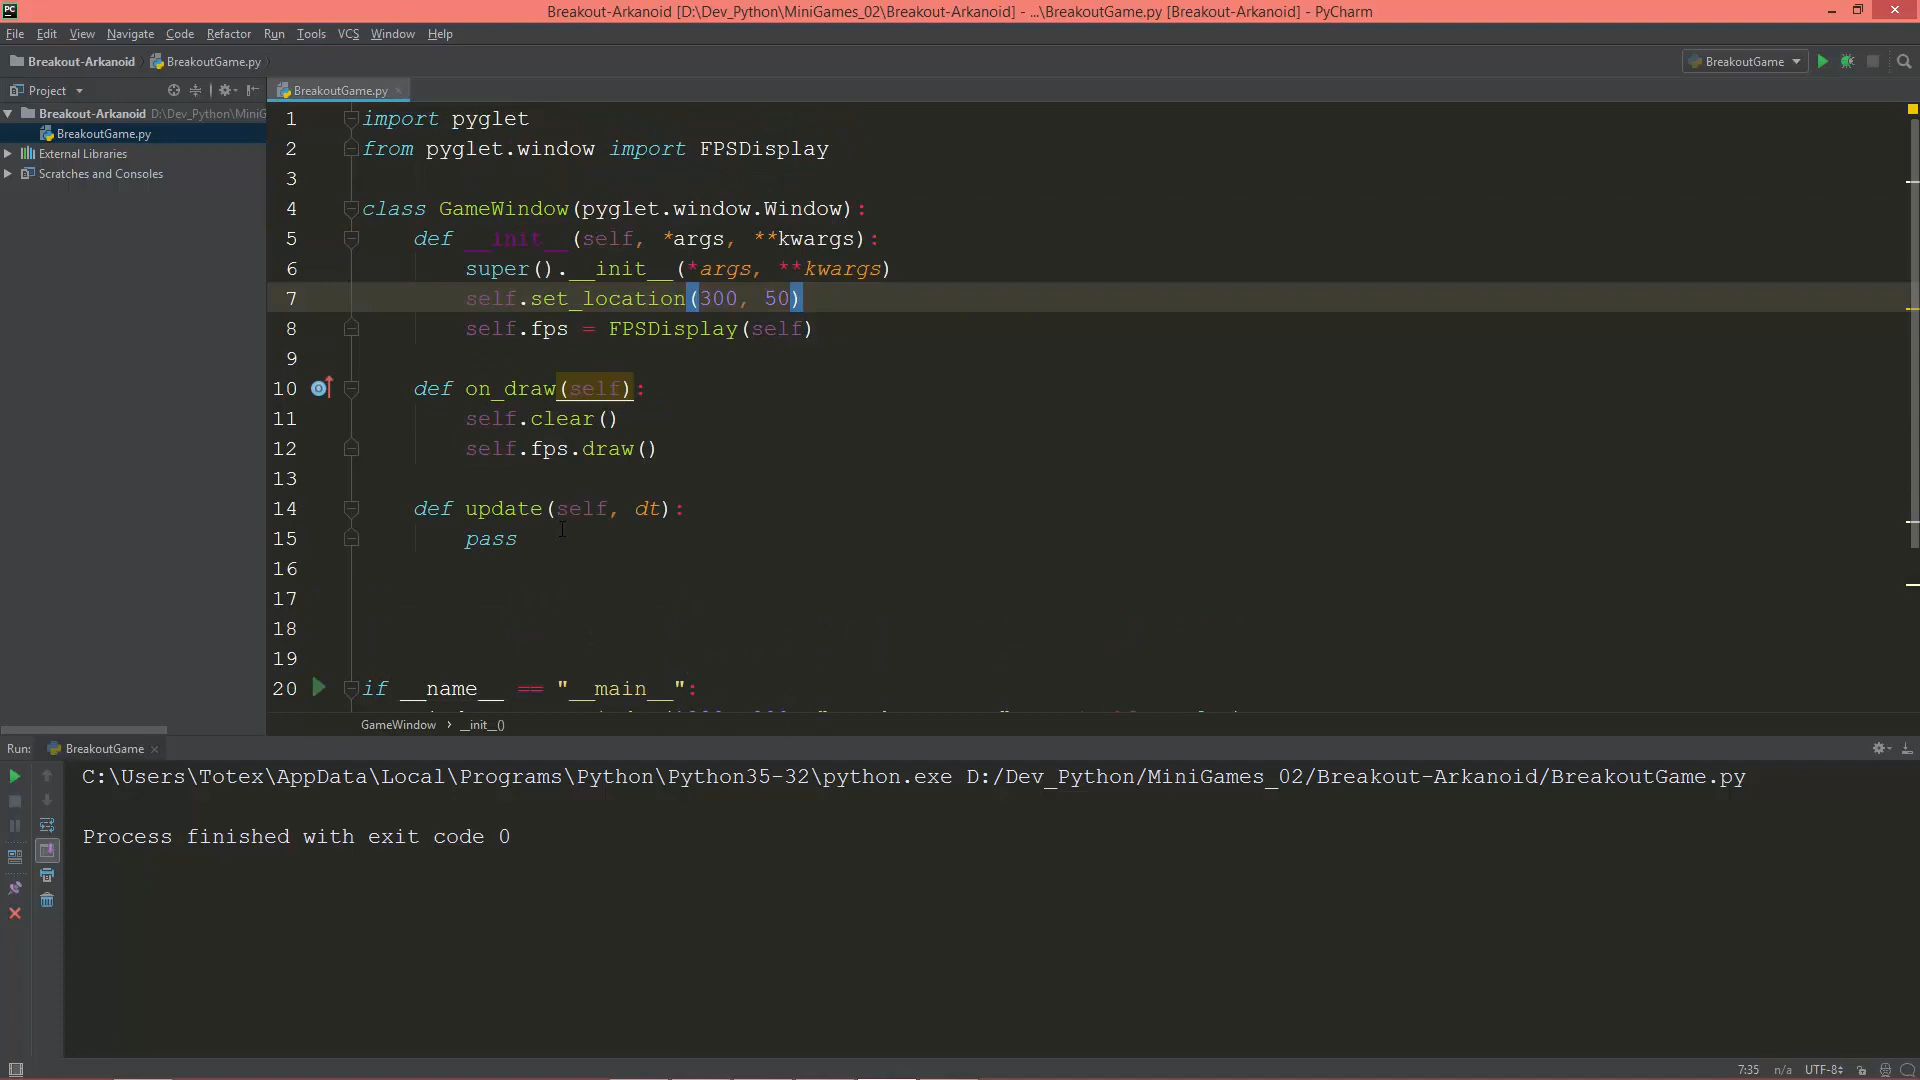 Breakout-Arkanoid [D:\Dev_Python\MiniGames_02\Breakout-Arkanoid] - ...\BreakoutGame.py [Breakout-Arkanoid] - PyCharm
File Edit View Navigate Code Refactor Run Tools VCS Window Help
Breakout-Arkanoid BreakoutGame.py
BreakoutGame
Project
BreakoutGame.py
Breakout-Arkanoid D:\Dev_Python\MiniG
BreakoutGame.py
External Libraries
Scratches and Consoles
1 import pyglet
2 from pyglet.window import FPSDisplay
3
4 class GameWindow(pyglet.window.Window):
5 def __init__(self, *args, **kwargs):
6 super().__init__(*args, **kwargs)
7 self.set_location(300, 50)
8 self.fps = FPSDisplay(self)
9
10 def on_draw(self):
11 self.clear()
12 self.fps.draw()
13
14 def update(self, dt):
15 pass
16
17
18
19
20 if __name__ == "__main__":
GameWindow › __init__()
Run: BreakoutGame
C:\Users\Totex\AppData\Local\Programs\Python\Python35-32\python.exe D:/Dev_Python/MiniGames_02/Breakout-Arkanoid/BreakoutGame.py
Process finished with exit code 0
7:35 n/a UTF-8